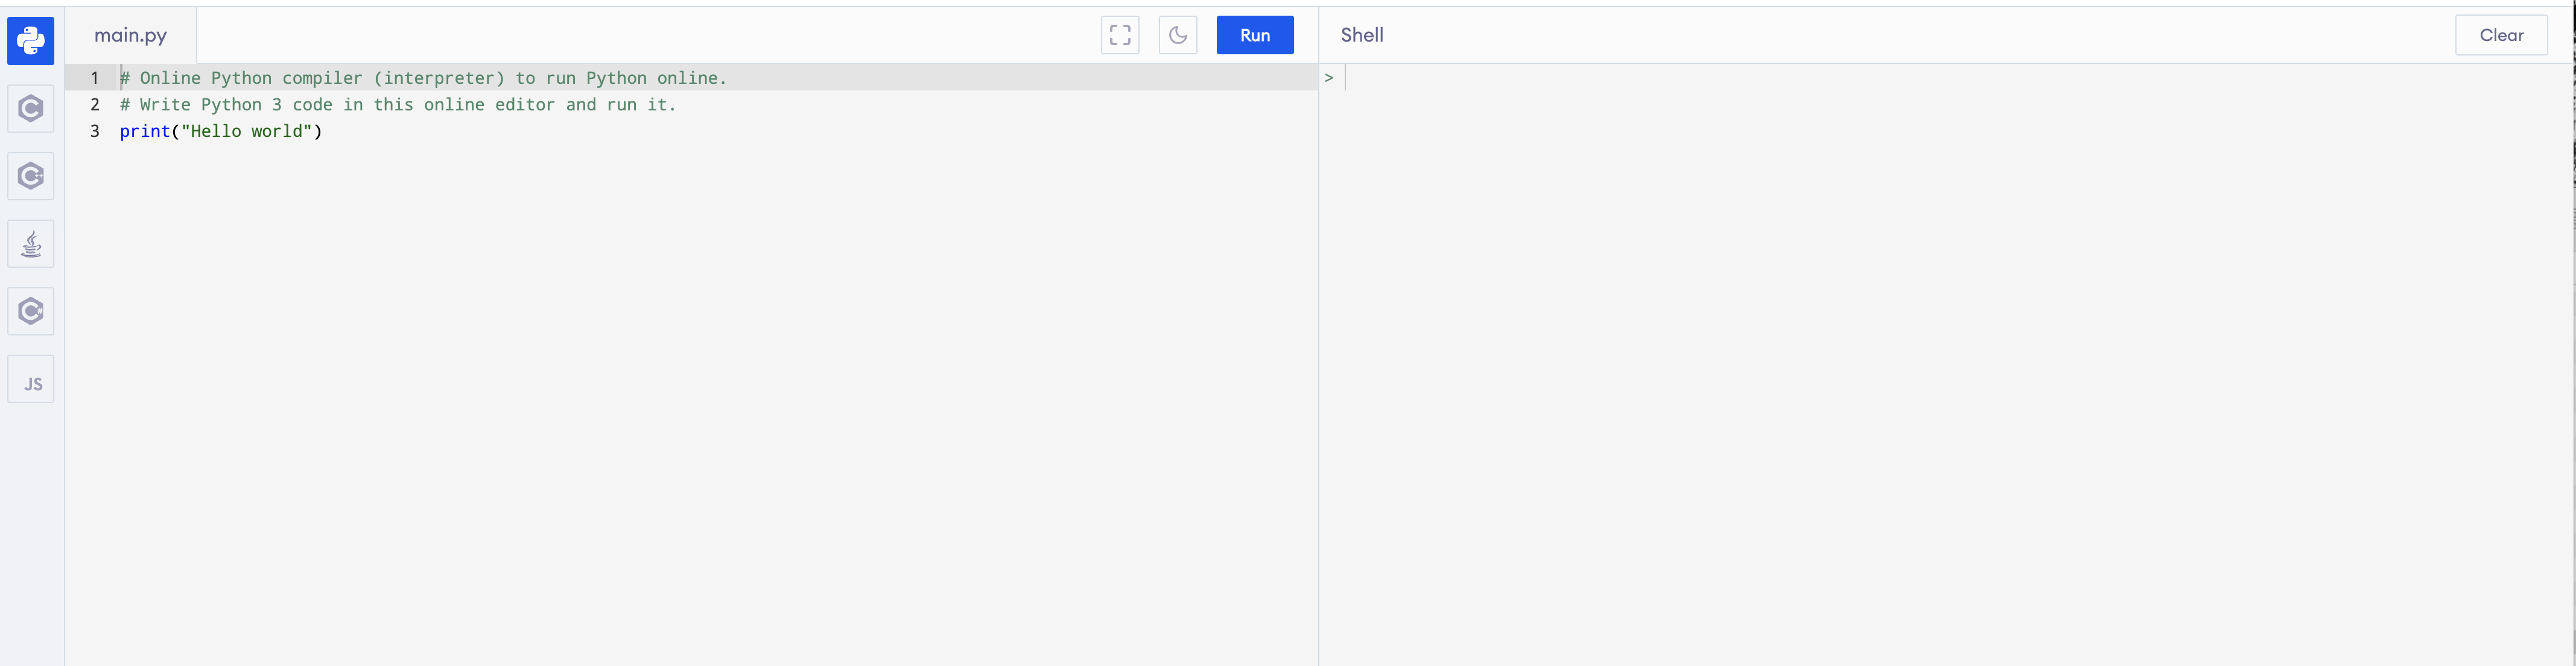 main.py
Run
Shell
Clear
1 # Online Python compiler (interpreter) to run Python online.
2 # Write Python 3 code in this online editor and run it.
3 print("Hello world")
>
C
C+
C#
JS